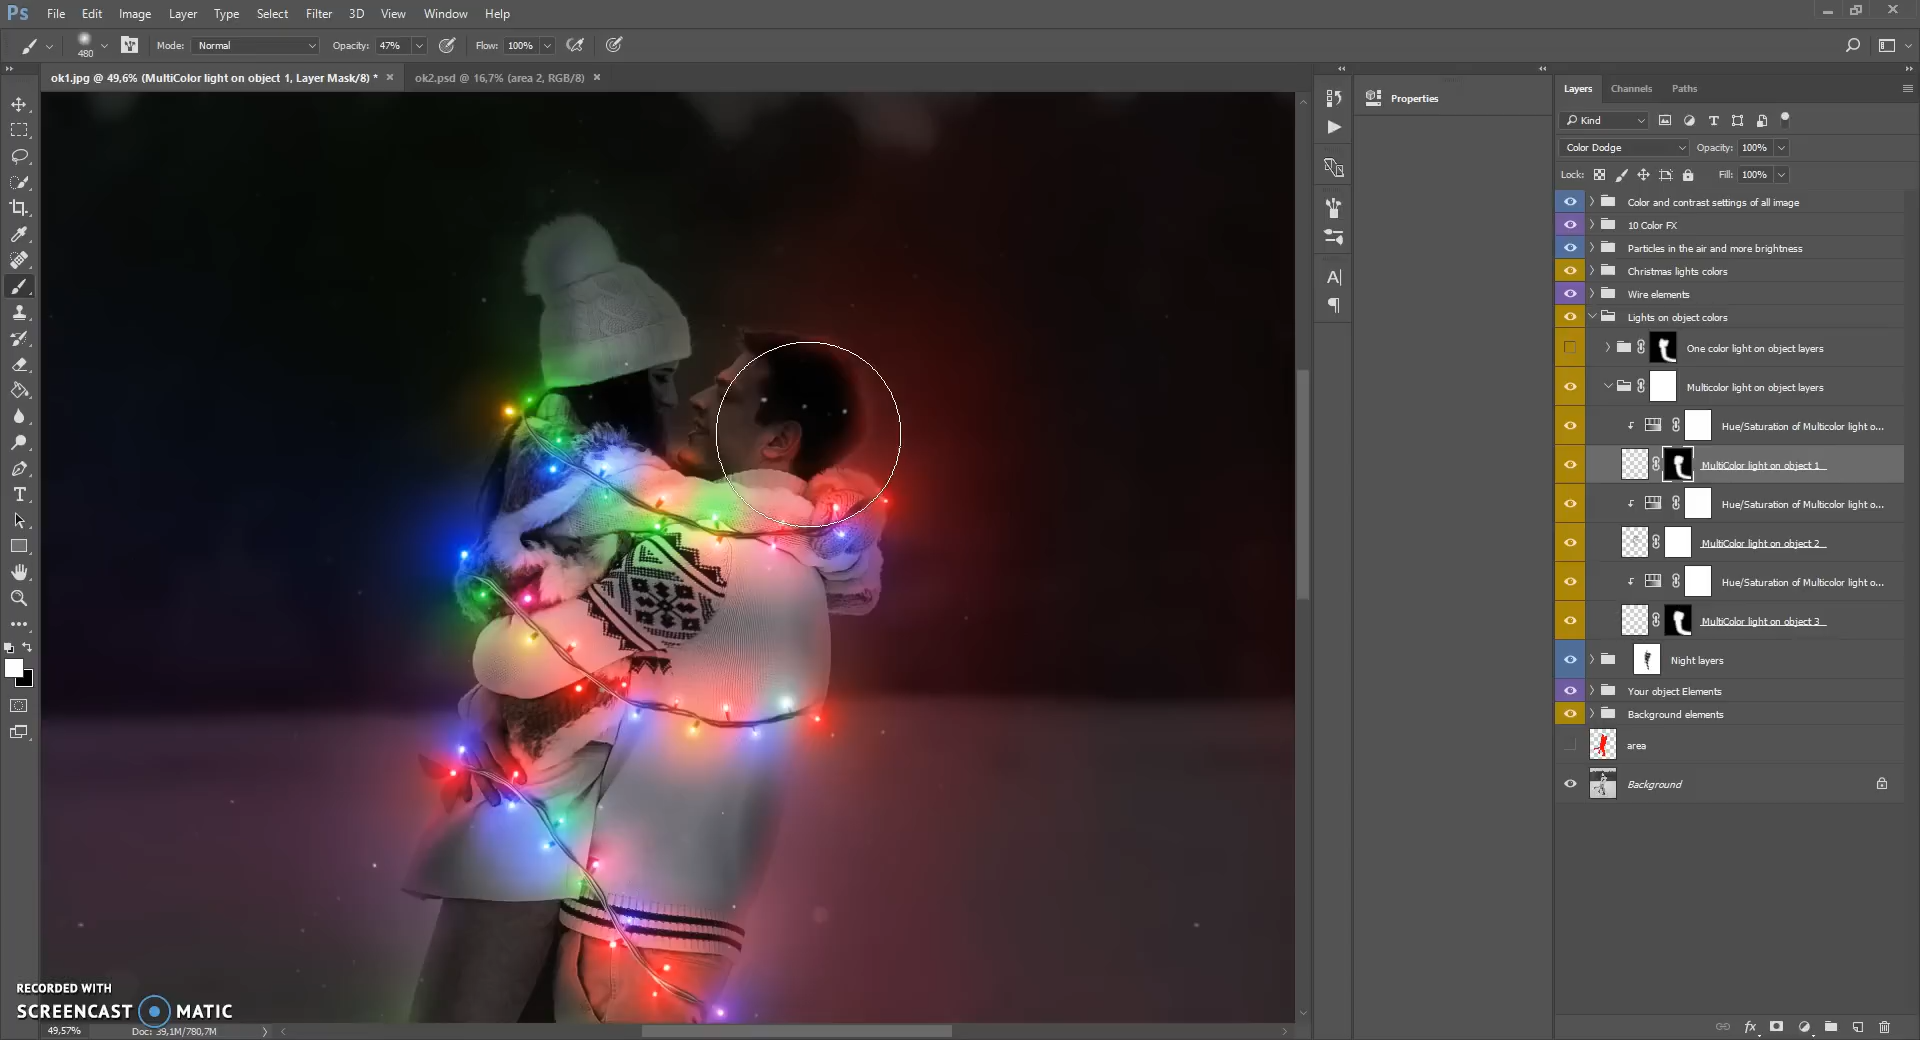 Ps File Edit Image Layer Type Select Filter 3D View Window Help
480 Mode: Normal Opacity: 47% Flow: 100%
ok1.jpg @ 49,6% (MultiColor light on object 1, Layer Mask/8) * × ok2.psd @ 16,7% (area 2, RGB/8) ×
Properties
Layers Channels Paths
Kind
Color Dodge Opacity: 100%
Lock: Fill: 100%
Color and contrast settings of all image
10 Color FX
Particles in the air and more brightness
Christmas lights colors
Wire elements
Lights on object colors
One color light on object layers
Multicolor light on object layers
Hue/Saturation of Multicolor light o...
MultiColor light on object 1
Hue/Saturation of Multicolor light o...
MultiColor light on object 2
Hue/Saturation of Multicolor light o...
MultiColor light on object 3
Night layers
Your object Elements
Background elements
area
Background
RECORDED WITH
SCREENCAST MATIC
49,57% Doc: 39,1M/780,7M